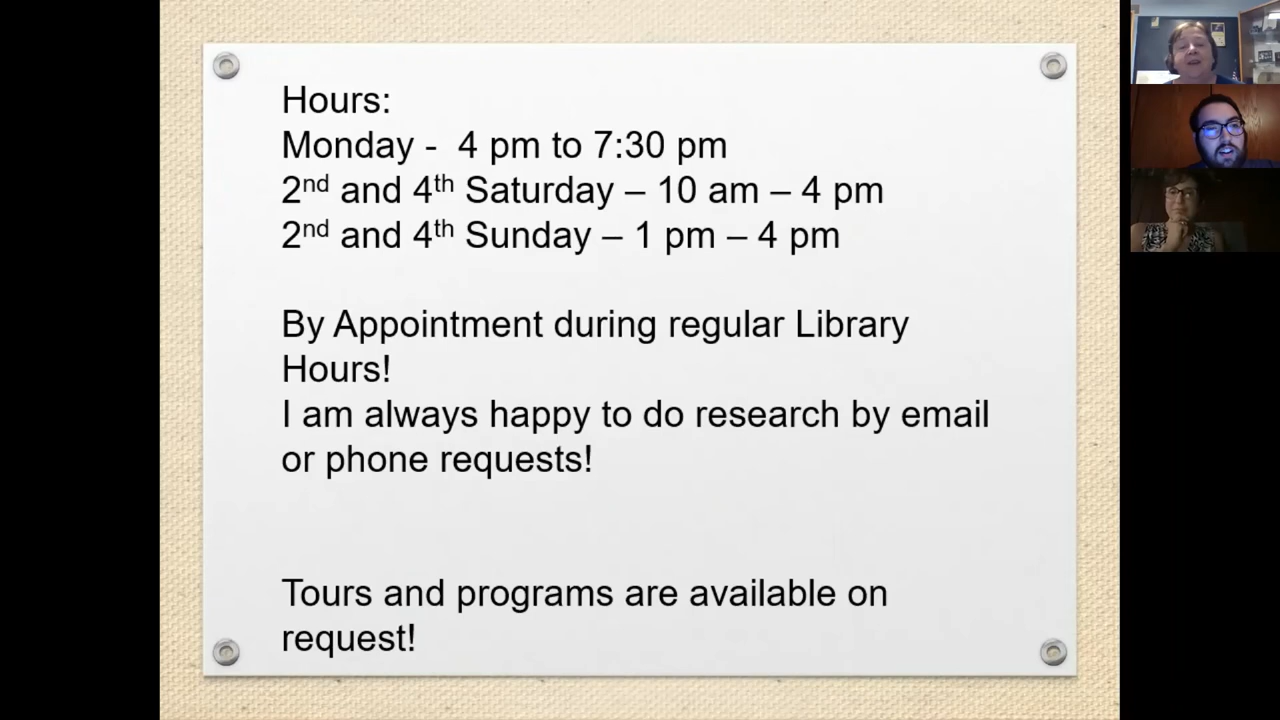 Hours:
Monday -  4 pm to 7:30 pm
2nd and 4th Saturday – 10 am – 4 pm
2nd and 4th Sunday – 1 pm – 4 pm
By Appointment during regular Library
Hours!
I am always happy to do research by email
or phone requests!
Tours and programs are available on
request!